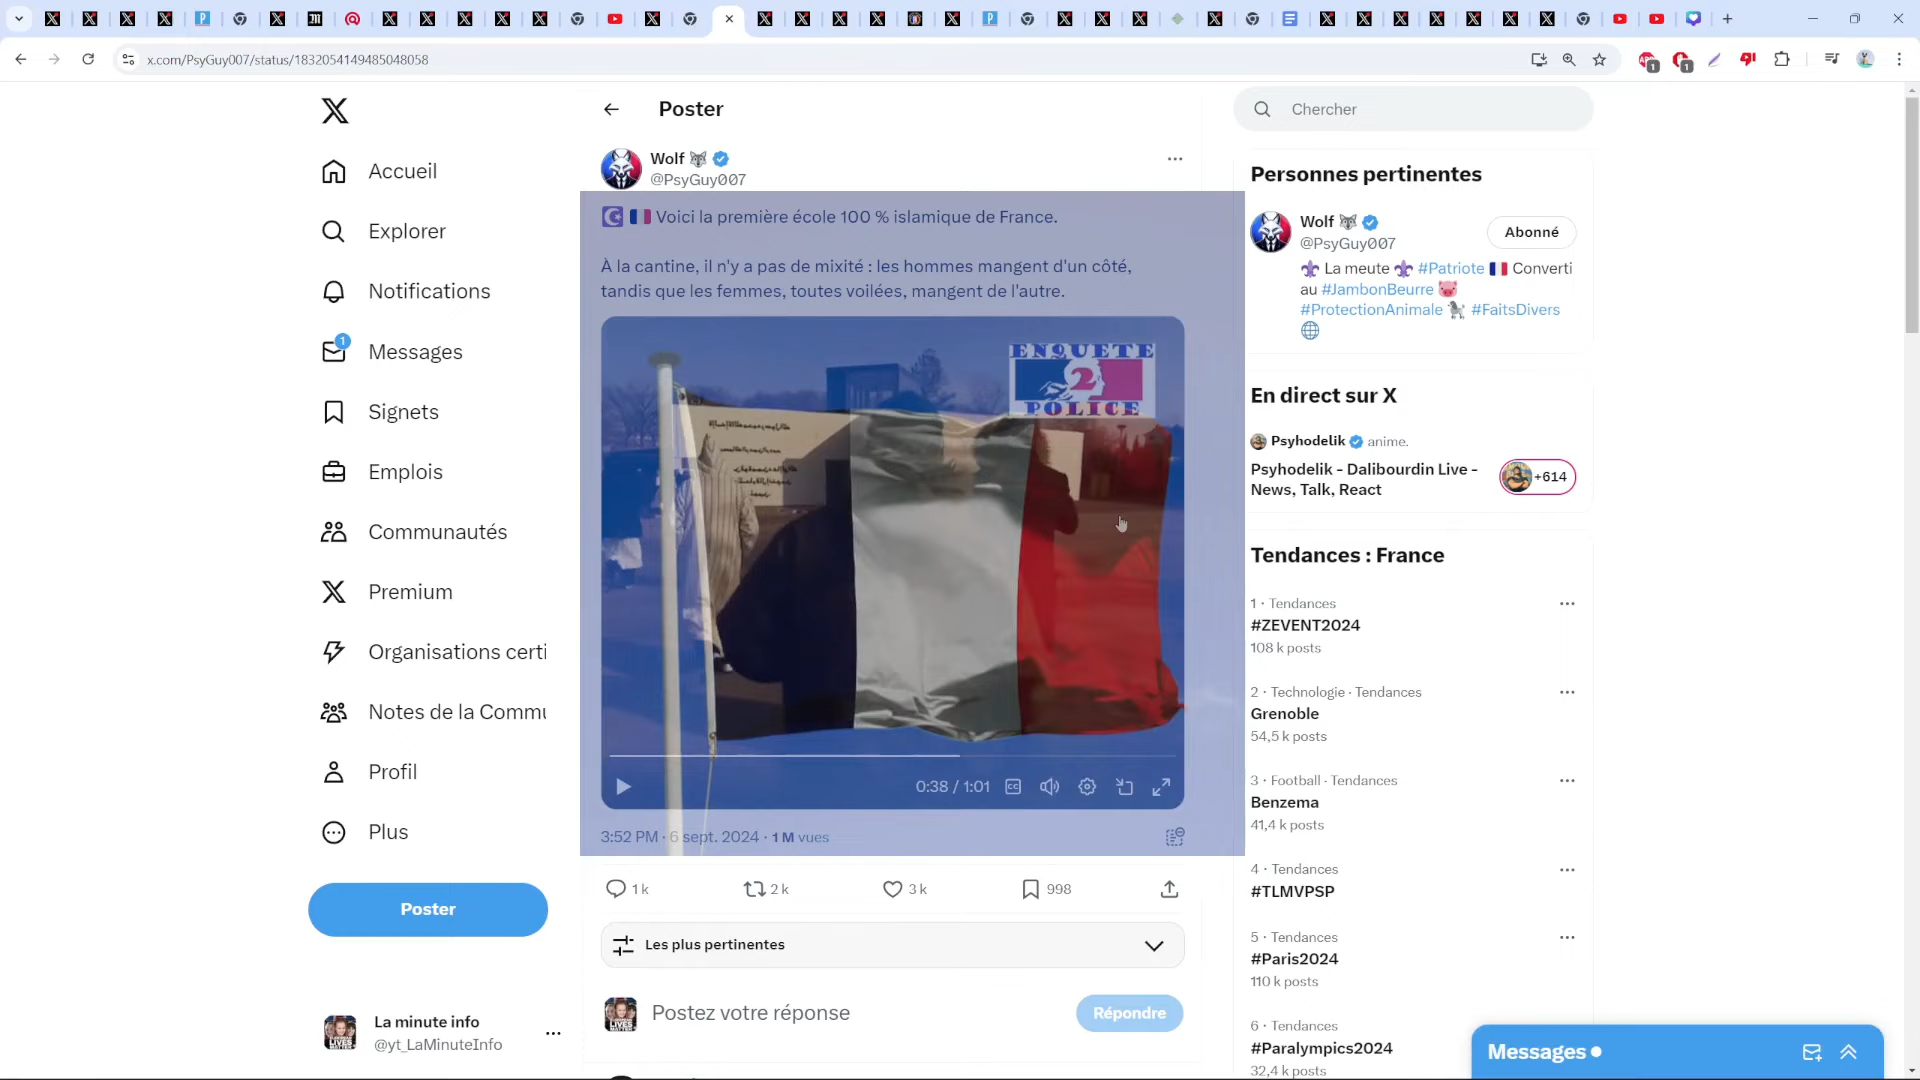 x.com/PsyGuy007/status/1832054149485048058
Accueil
Explorer
Notifications
1
Messages
Signets
Emplois
Communautés
Premium
Organisations certi
Notes de la Commu
Profil
Plus
Poster
La minute info
@yt_LaMinuteInfo
Poster
Wolf
@PsyGuy007
Voici la première école 100 % islamique de France.
À la cantine, il n'y a pas de mixité : les hommes mangent d'un côté,
tandis que les femmes, toutes voilées, mangent de l'autre.
ENQUETE
2
POLICE
0:38 / 1:01
3:52 PM · 6 sept. 2024 · 1 M vues
1 k
2 k
3 k
998
Les plus pertinentes
Postez votre réponse
Répondre
Chercher
Personnes pertinentes
Wolf
@PsyGuy007
Abonné
La meute #Patriote Converti
au #JambonBeurre
#ProtectionAnimale #FaitsDivers
En direct sur X
Psyhodelik anime.
Psyhodelik - Dalibourdin Live -
News, Talk, React
+614
Tendances : France
1 · Tendances
#ZEVENT2024
108 k posts
2 · Technologie · Tendances
Grenoble
54,5 k posts
3 · Football · Tendances
Benzema
41,4 k posts
4 · Tendances
#TLMVPSP
5 · Tendances
#Paris2024
110 k posts
6 · Tendances
#Paralympics2024
32,4 k posts
Messages